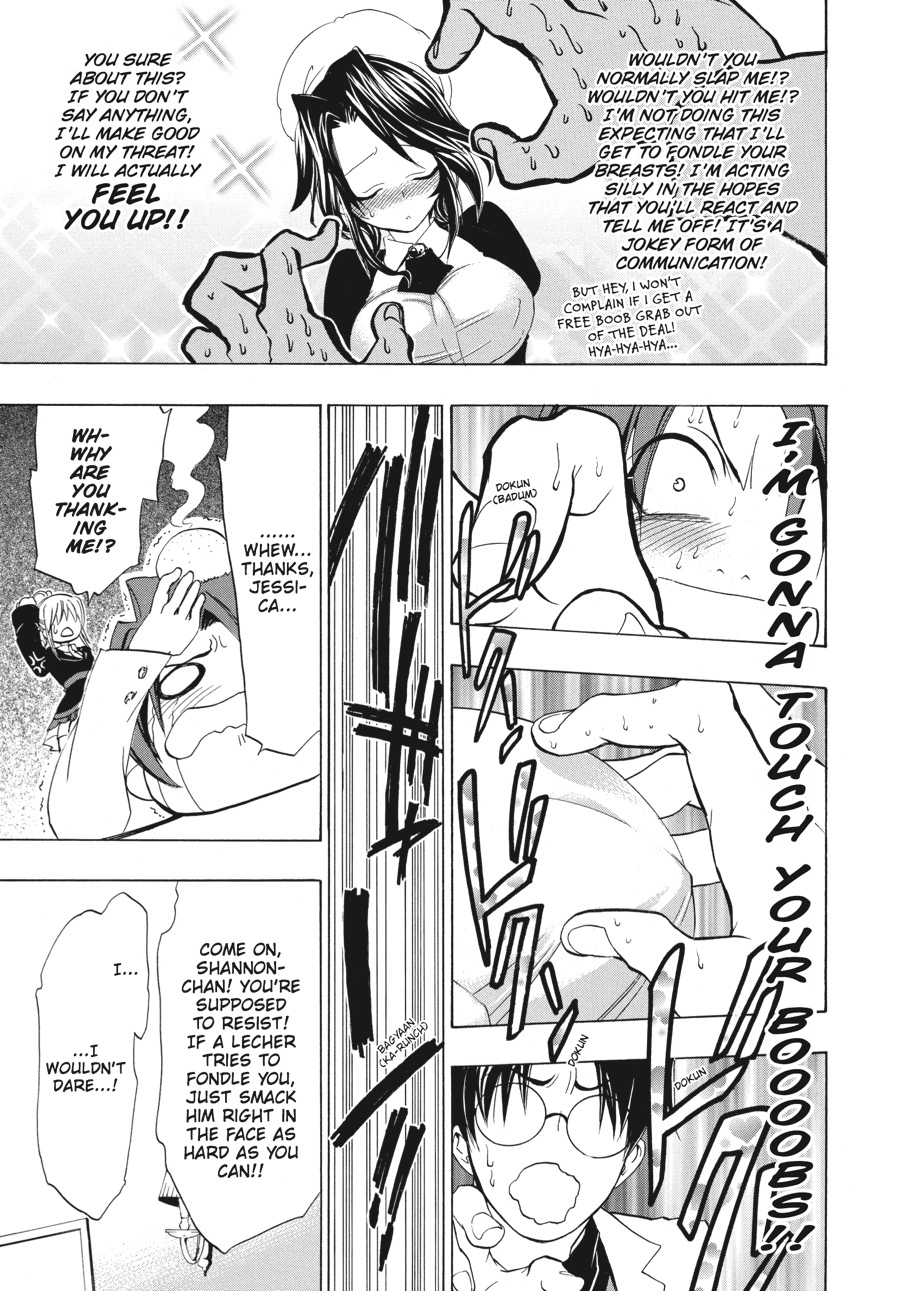 WOULDN'T YOU
NORMALLY SLAP ME!?
WOULDN'T YOU HIT ME!?
I'M NOT DOING THIS
EXPECTING THAT I'LL
GET TO FONDLE YOUR
BREASTS! I'M ACTING
SILLY IN THE HOPES
THAT YOU'LL REACT AND
TELL ME OFF! IT'S A
JOKEY FORM OF
COMMUNICATION!
BUT HEY, I WON'T
COMPLAIN IF I GET A
FREE BOOB GRAB OUT
OF THE DEAL!
HYA-HYA-HYA...
YOU SURE
ABOUT THIS?
IF YOU DON'T
SAY ANYTHING,
I'LL MAKE GOOD
ON MY THREAT!
I WILL ACTUALLY
FEEL
YOU UP!!
I'M GONNA TOUCH YOUR BOOOBS!!
DOKUN
(BADUM)
ドドド
DOKUN
DOKUN
BAGYAAN
(KA-RUNCH)
......
WHEW...
THANKS,
JESSI-
CA...
WH-
WHY
ARE
YOU
THANK-
ING
ME!?
COME ON,
SHANNON-
CHAN! YOU'RE
SUPPOSED
TO RESIST!
IF A LECHER
TRIES TO
FONDLE YOU,
JUST SMACK
HIM RIGHT IN
THE FACE AS
HARD AS YOU
CAN!!
I...
...I
WOULDN'T
DARE...!